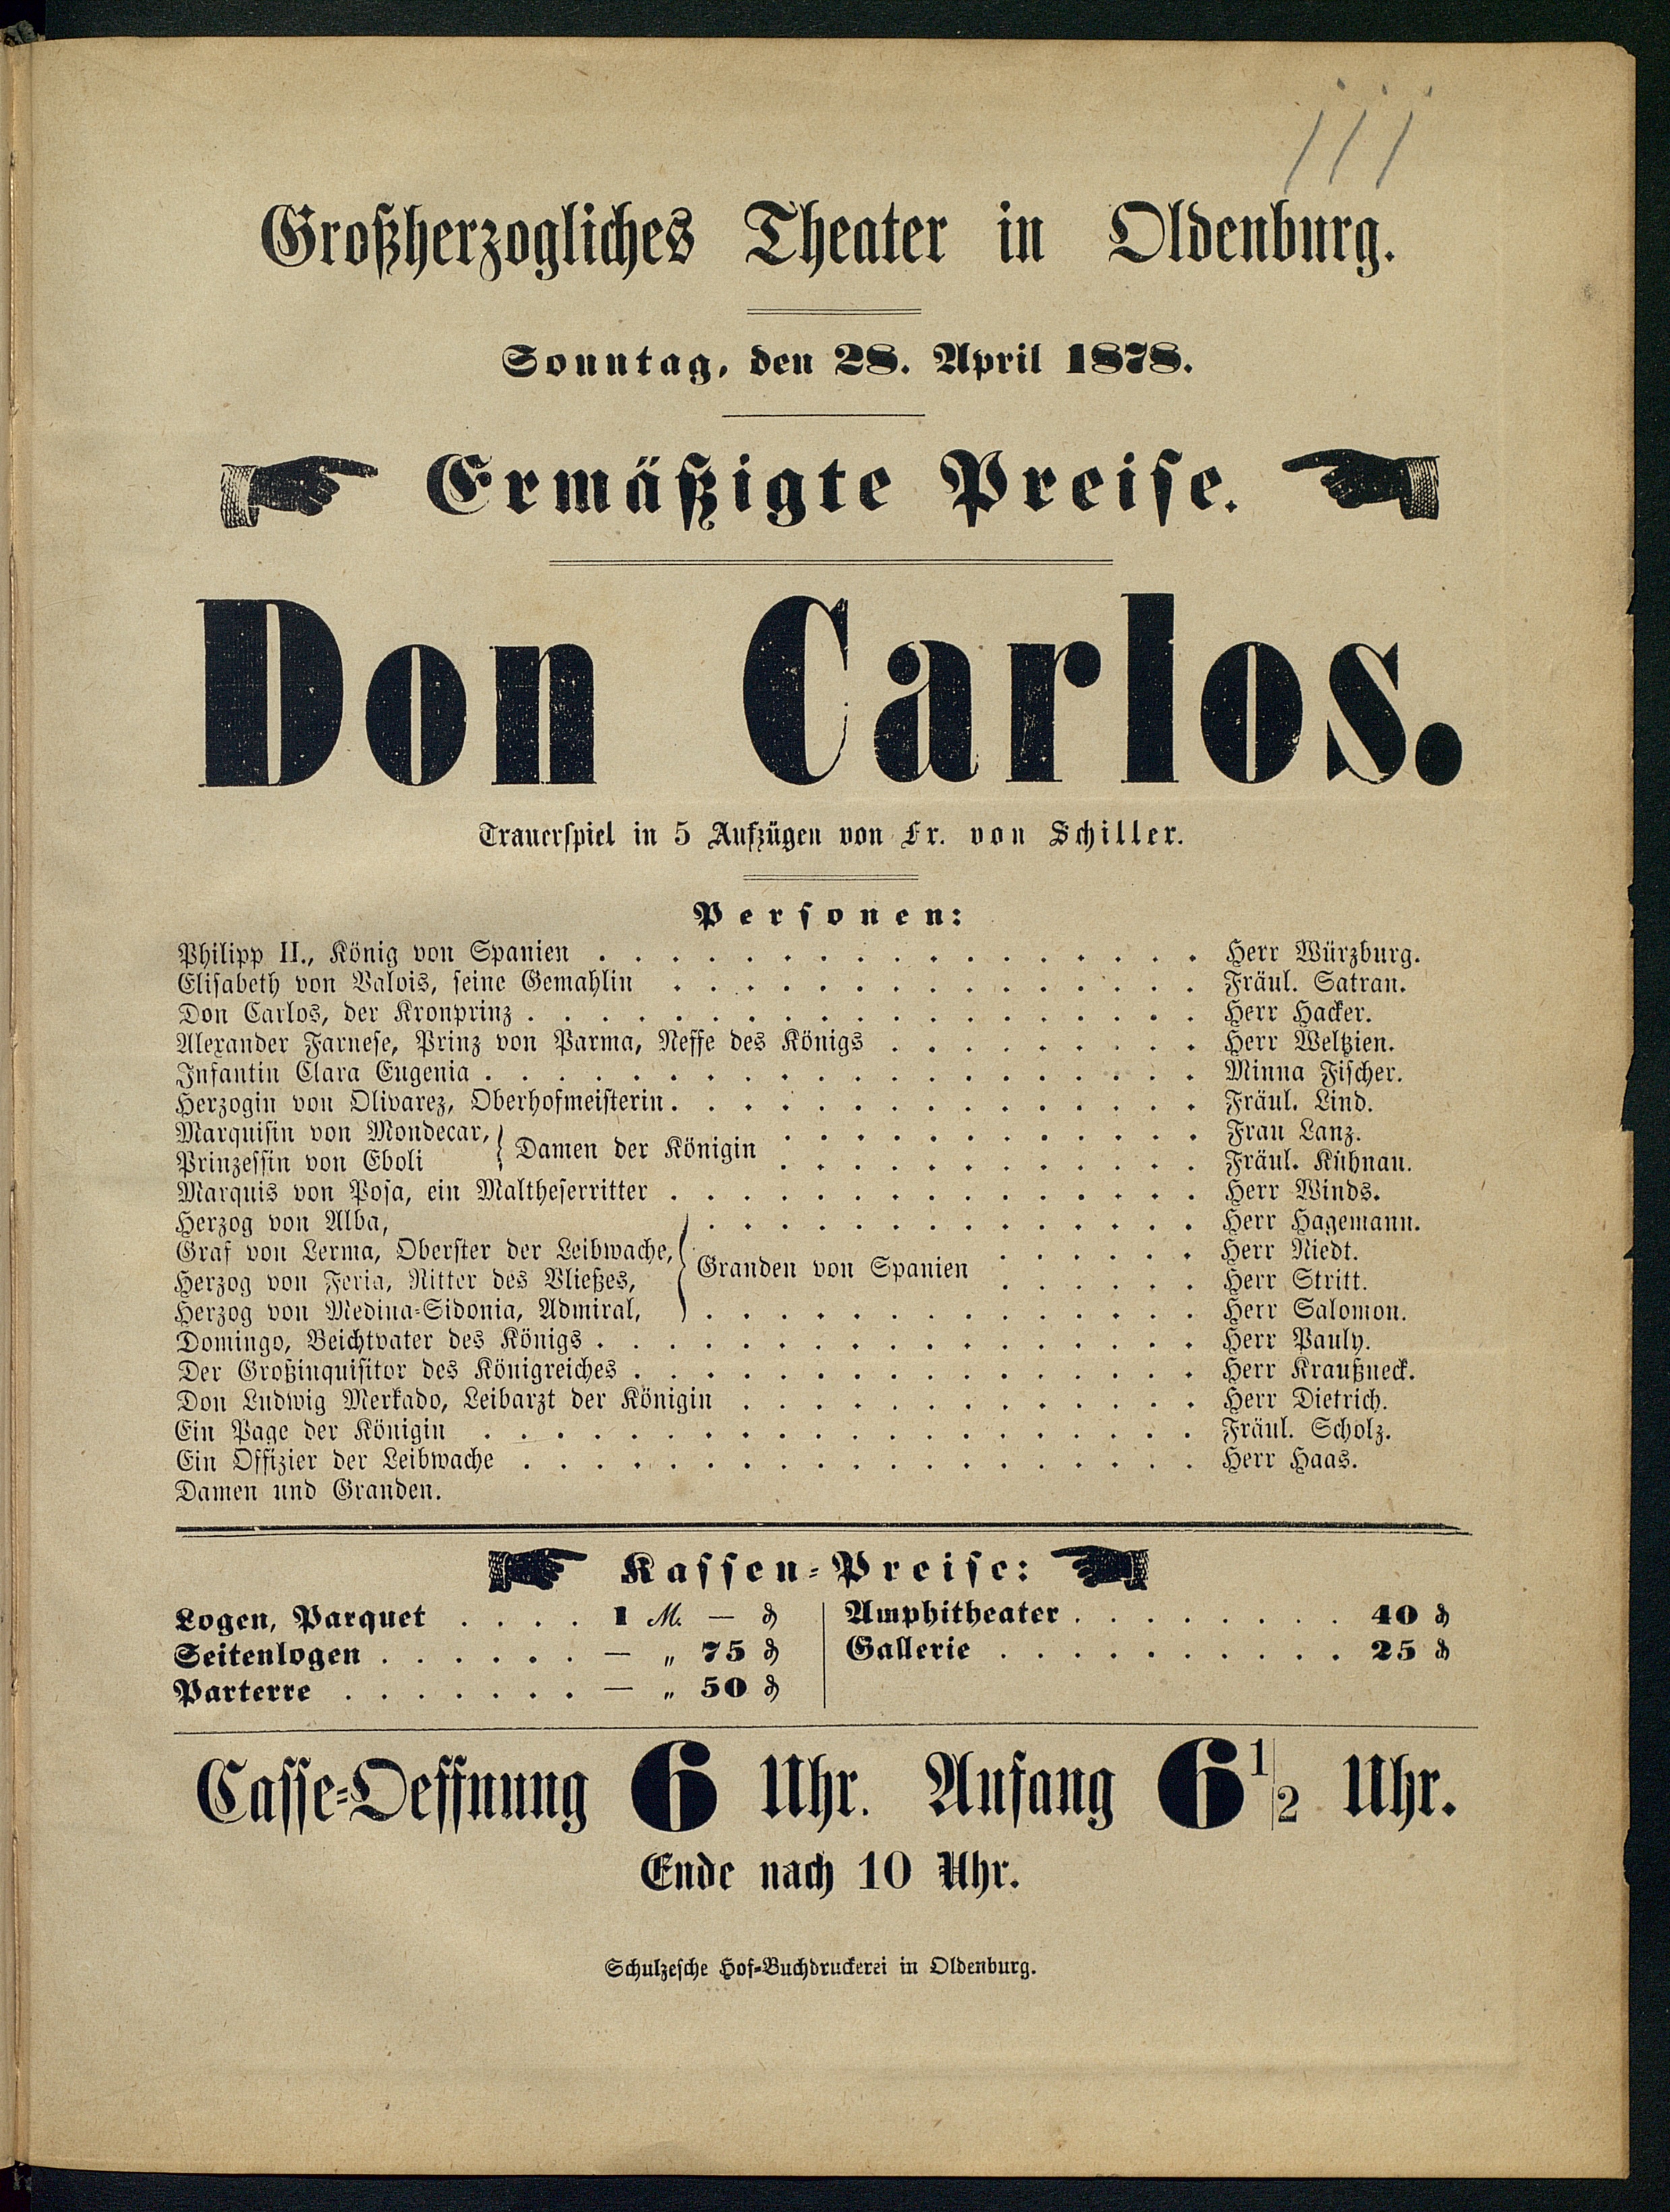 111
Großherzogliches Theater in Oldenburg.
Sonntag, den 28. April 1878.
Ermäßigte Preise.
Don Carlos.
Trauerspiel in 5 Aufzügen von Fr. von Schiller.
Personen:
Philipp II., König von Spanien . . . . . . . . . . . . . . . . . Herr Würzburg.
Elisabeth von Valois, seine Gemahlin . . . . . . . . . . . . . . . Fräul. Satran.
Don Carlos, der Kronprinz . . . . . . . . . . . . . . . . . . . Herr Hacker.
Alexander Farnese, Prinz von Parma, Neffe des Königs . . . . . . . . . Herr Weltzien.
Infantin Clara Eugenia . . . . . . . . . . . . . . . . . . . . Minna Fischer.
Herzogin von Olivarez, Oberhofmeisterin . . . . . . . . . . . . . . . Fräul. Lind.
Marquisin von Mondecar, } Damen der Königin . . . . . . . . . . . . Frau Lanz.
Prinzessin von Eboli . . . . . . . . . . . . Fräul. Kühnau.
Marquis von Posa, ein Maltheserritter . . . . . . . . . . . . . . . Herr Winds.
Herzog von Alba, . . . . . . . . . . . . . . Herr Hagemann.
Graf von Lerma, Oberster der Leibwache, } Granden von Spanien . . . . . . Herr Niedt.
Herzog von Feria, Ritter des Vließes, . . . . . . Herr Stritt.
Herzog von Medina-Sidonia, Admiral, . . . . . . . . . . . . . . Herr Salomon.
Domingo, Beichtvater des Königs . . . . . . . . . . . . . . . . . Herr Pauly.
Der Großinquisitor des Königreiches . . . . . . . . . . . . . . . . Herr Kraußneck.
Don Ludwig Merkado, Leibarzt der Königin . . . . . . . . . . . . . Herr Dietrich.
Ein Page der Königin . . . . . . . . . . . . . . . . . . . . Fräul. Scholz.
Ein Offizier der Leibwache . . . . . . . . . . . . . . . . . . . Herr Haas.
Damen und Granden.
Kassen-Preise:
Logen, Parquet . . . . 1 M. — ₰
Seitenlogen . . . . . . — „ 75 ₰
Parterre . . . . . . . — „ 50 ₰
Amphitheater . . . . . . . . 40 ₰
Gallerie . . . . . . . . . . 25 ₰
Casse-Oeffnung 6 Uhr. Anfang 6 1/2 Uhr.
Ende nach 10 Uhr.
Schulzesche Hof-Buchdruckerei in Oldenburg.